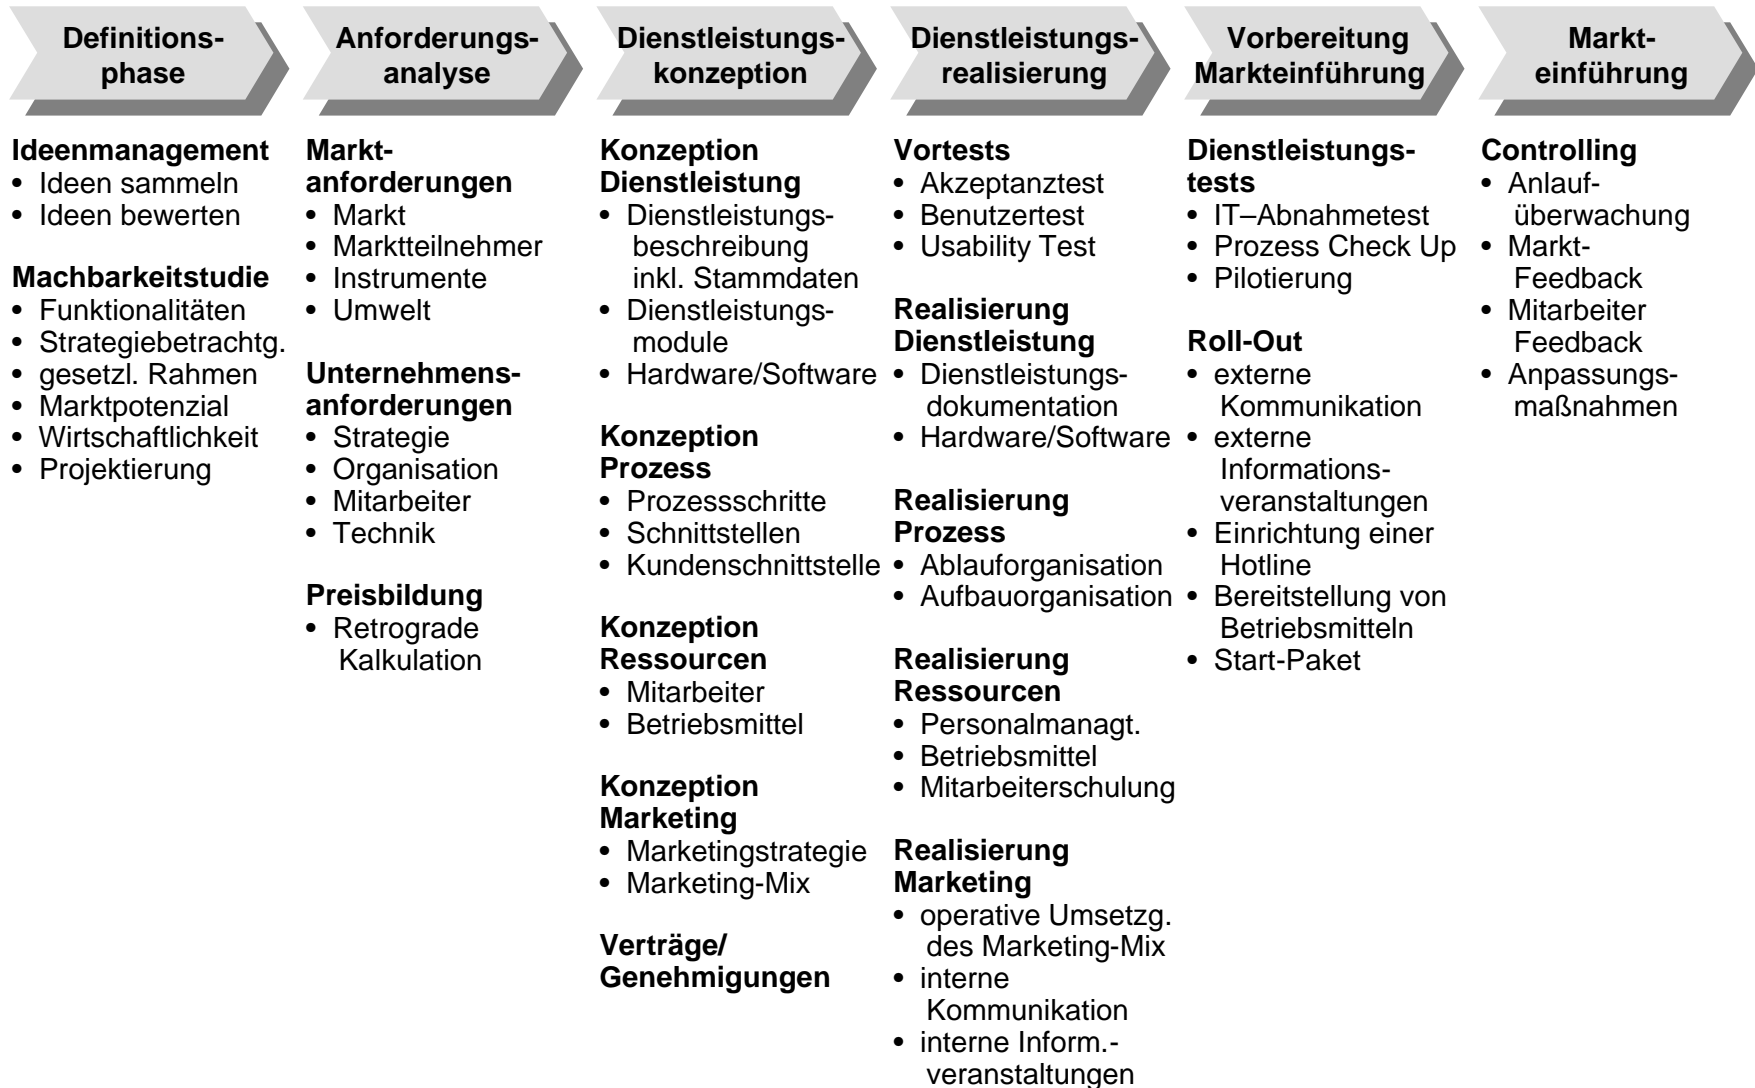 Definitions-
phase
Anforderungs-
analyse
Dienstleistungs-
konzeption
Dienstleistungs-
realisierung
Vorbereitung
Markteinführung
Markt-
einführung
Ideenmanagement
• Ideen sammeln
• Ideen bewerten
Machbarkeitstudie
• Funktionalitäten
• Strategiebetrachtg.
• gesetzl. Rahmen
• Marktpotenzial
• Wirtschaftlichkeit
• Projektierung
Markt-
anforderungen
• Markt
• Marktteilnehmer
• Instrumente
• Umwelt
Unternehmens-
anforderungen
• Strategie
• Organisation
• Mitarbeiter
• Technik
Preisbildung
• Retrograde
Kalkulation
Konzeption
Dienstleistung
• Dienstleistungs-
beschreibung
inkl. Stammdaten
• Dienstleistungs-
module
• Hardware/Software
Konzeption
Prozess
• Prozessschritte
• Schnittstellen
• Kundenschnittstelle
Konzeption
Ressourcen
• Mitarbeiter
• Betriebsmittel
Konzeption
Marketing
• Marketingstrategie
• Marketing-Mix
Verträge/
Genehmigungen
Vortests
• Akzeptanztest
• Benutzertest
• Usability Test
Realisierung
Dienstleistung
• Dienstleistungs-
dokumentation
• Hardware/Software
Realisierung
Prozess
• Ablauforganisation
• Aufbauorganisation
Realisierung
Ressourcen
• Personalmanagt.
• Betriebsmittel
• Mitarbeiterschulung
Realisierung
Marketing
• operative Umsetzg.
des Marketing-Mix
• interne
Kommunikation
• interne Inform.-
veranstaltungen
Dienstleistungs-
tests
• IT–Abnahmetest
• Prozess Check Up
• Pilotierung
Roll-Out
• externe
Kommunikation
• externe
Informations-
veranstaltungen
• Einrichtung einer
Hotline
• Bereitstellung von
Betriebsmitteln
• Start-Paket
Controlling
• Anlauf-
überwachung
• Markt-
Feedback
• Mitarbeiter
Feedback
• Anpassungs-
maßnahmen